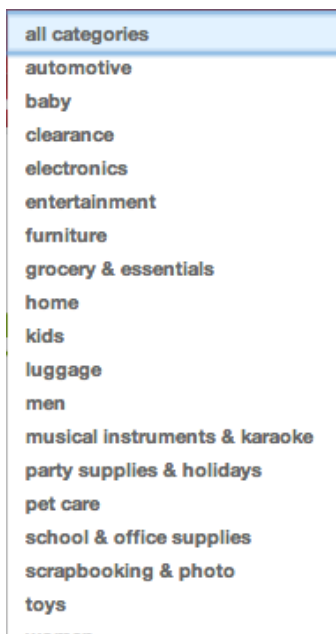 all categories
automotive
baby
clearance
electronics
entertainment
furniture
grocery & essentials
home
kids
luggage
men
musical instruments & karaoke
party supplies & holidays
pet care
school & office supplies
scrapbooking & photo
toys